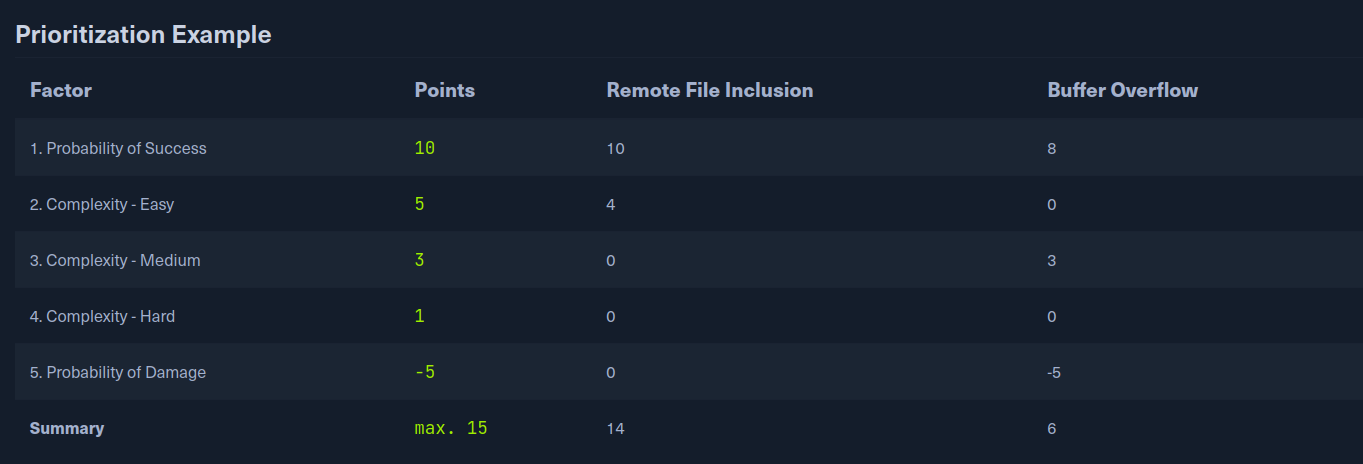 Prioritization Example
Factor Points Remote File Inclusion Buffer Overflow
1. Probability of Success 10 10 8
2. Complexity - Easy 5 4 0
3. Complexity - Medium 3 0 3
4. Complexity - Hard 1 0 0
5. Probability of Damage -5 0 -5
Summary max. 15 14 6